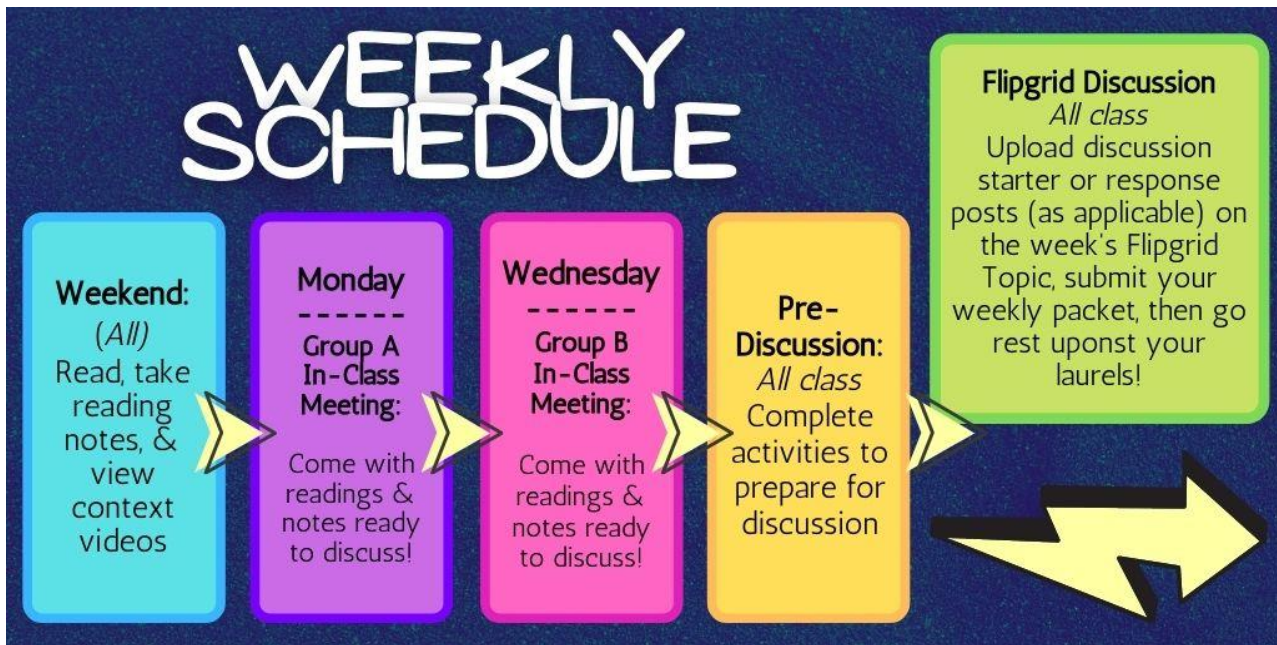 WEEKLY
SCHEDULE
Weekend:
(All)
Read, take
reading
notes, &
view
context
videos
Monday
------
Group A
In-Class
Meeting:
Come with
readings &
notes ready
to discuss!
Wednesday
------
Group B
In-Class
Meeting:
Come with
readings &
notes ready
to discuss!
Pre-
Discussion:
All class
Complete
activities to
prepare for
discussion
Flipgrid Discussion
All class
Upload discussion
starter or response
posts (as applicable) on
the week's Flipgrid
Topic, submit your
weekly packet, then go
rest uponst your
laurels!